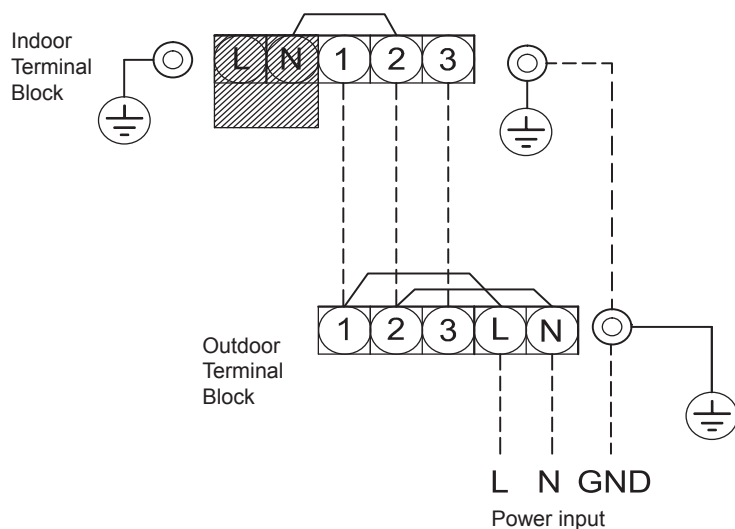 Indoor
Terminal
Block
L N 1 2 3
Outdoor
Terminal
Block
1 2 3 L N
L N GND
Power input